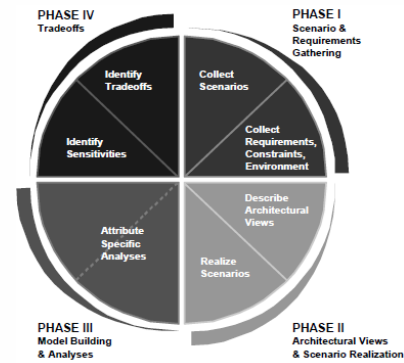 PHASE IV
Tradeoffs
PHASE I
Scenario &
Requirements
Gathering
Identify
Tradeoffs
Collect
Scenarios
Identify
Sensitivities
Collect
Requirements,
Constraints,
Environment
Attribute
Specific
Analyses
Describe
Architectural
Views
Realize
Scenarios
PHASE III
Model Building
& Analyses
PHASE II
Architectural Views
& Scenario Realization